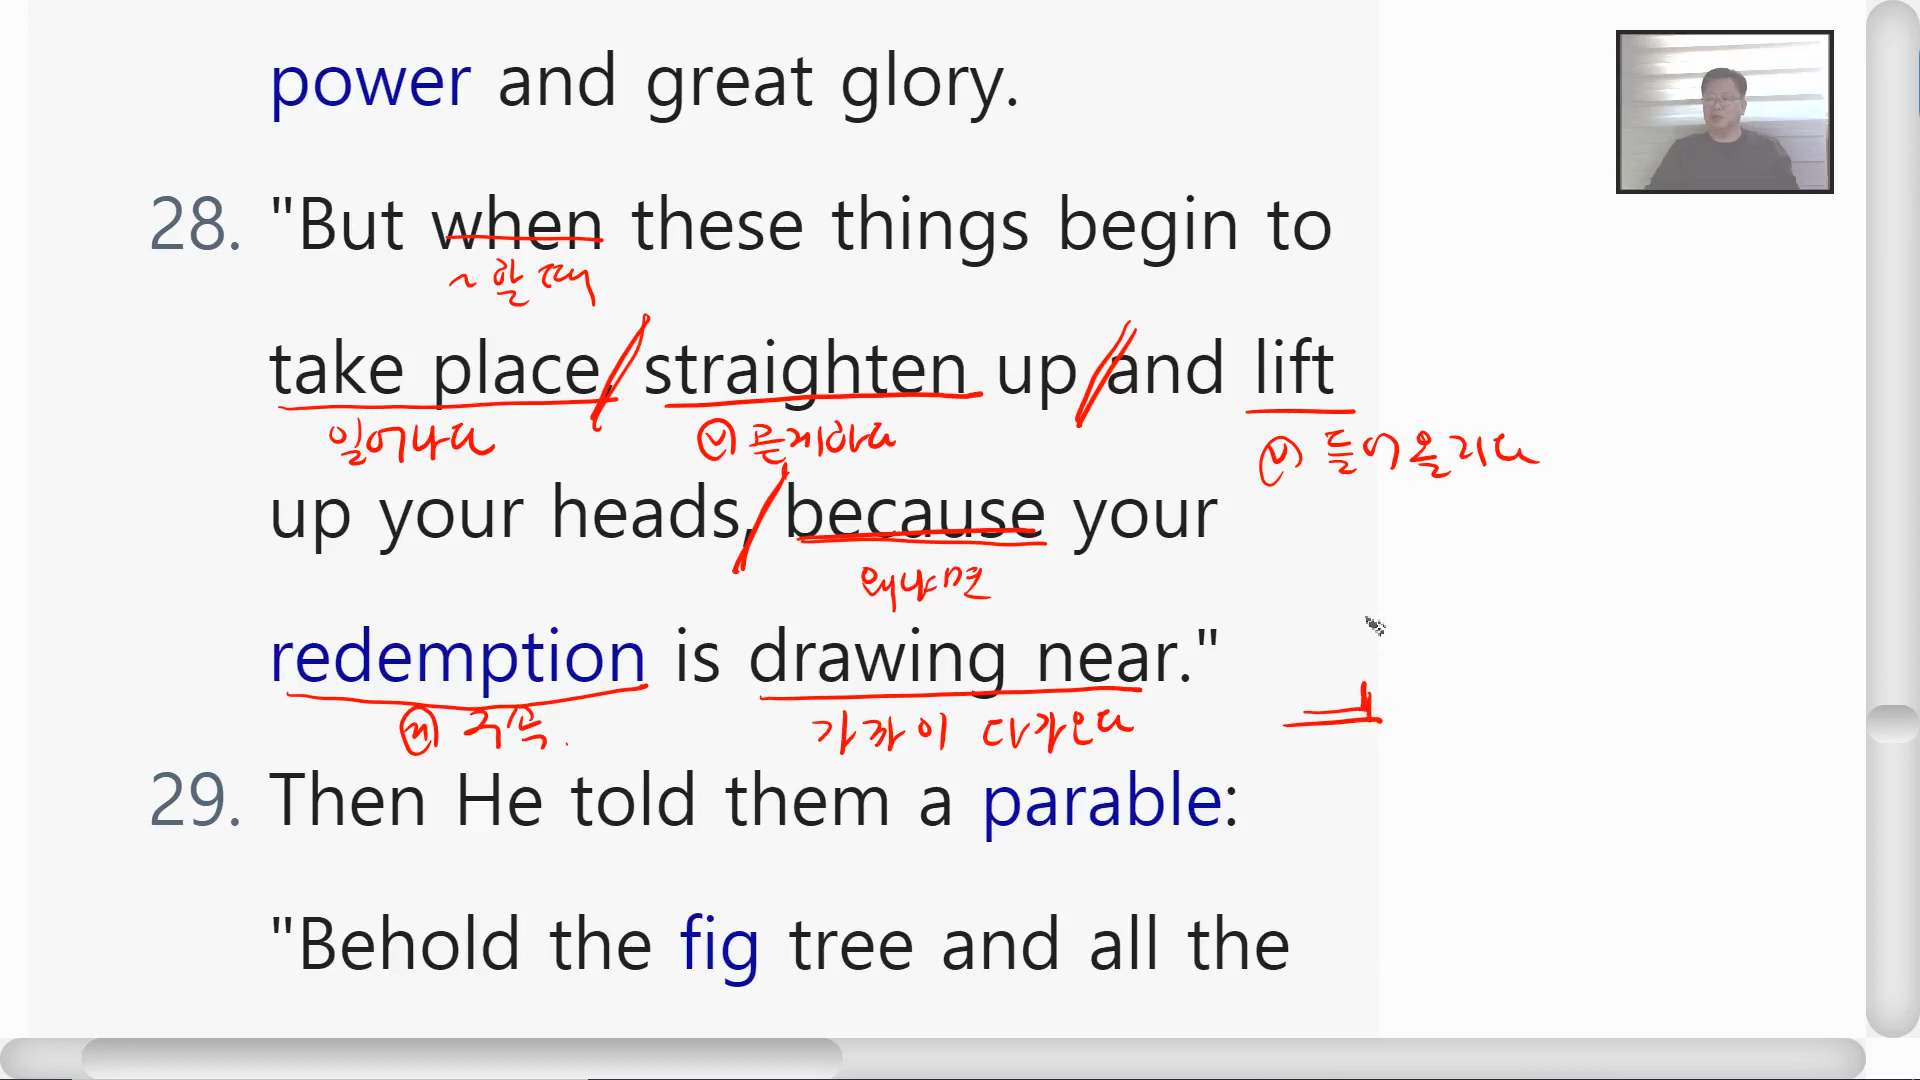 power and great glory.
28. "But when these things begin to
~ 할 때
take place, straighten up and lift
일어나다 ⓥ 곧게하다 ⓥ 들어올리다
up your heads, because your
왜냐면
redemption is drawing near."
ⓝ 구속. 가까이 다가오다
29. Then He told them a parable:
"Behold the fig tree and all the